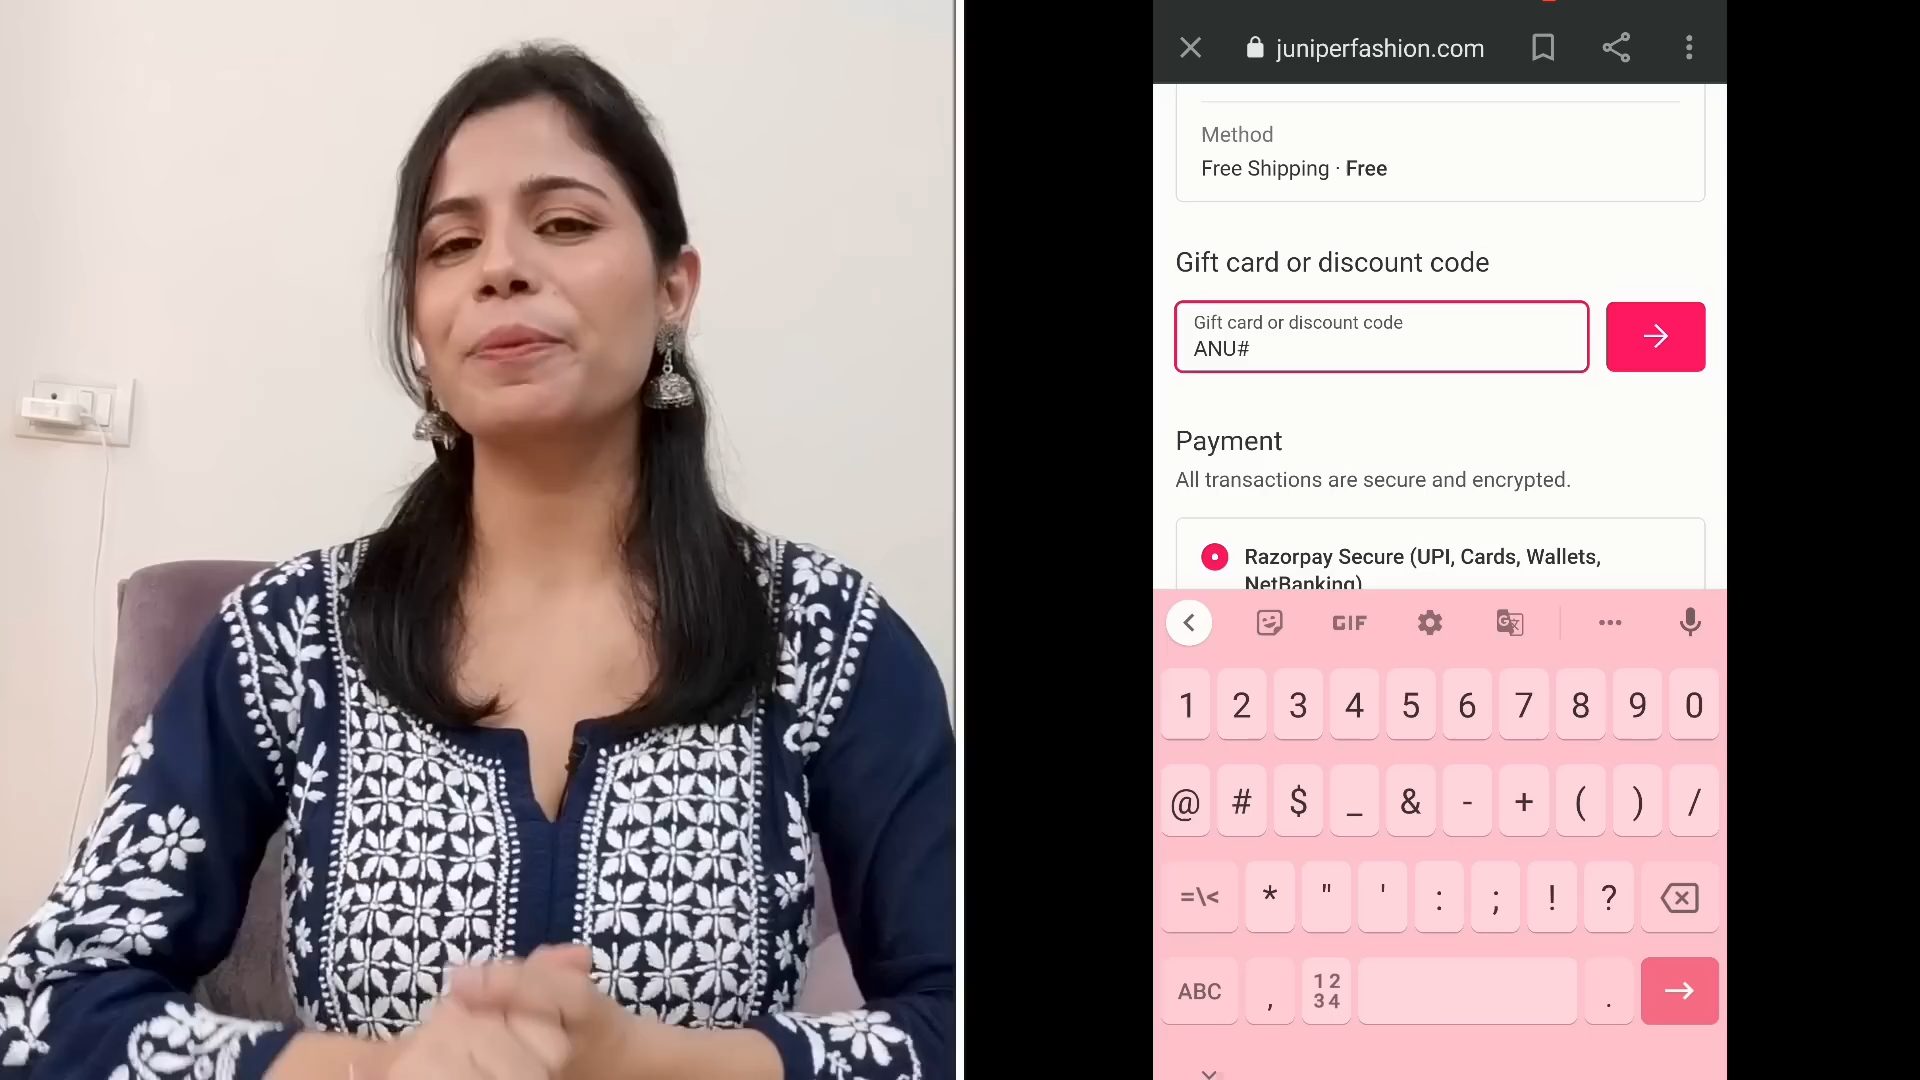 juniperfashion.com
Method
Free Shipping · Free
Gift card or discount code
Gift card or discount code
ANU#
Payment
All transactions are secure and encrypted.
Razorpay Secure (UPI, Cards, Wallets,
NetBanking)
GIF
1 2 3 4 5 6 7 8 9 0
@ # $ _ & - + ( ) /
=\< * " ' : ; ! ?
ABC , 12 34 .